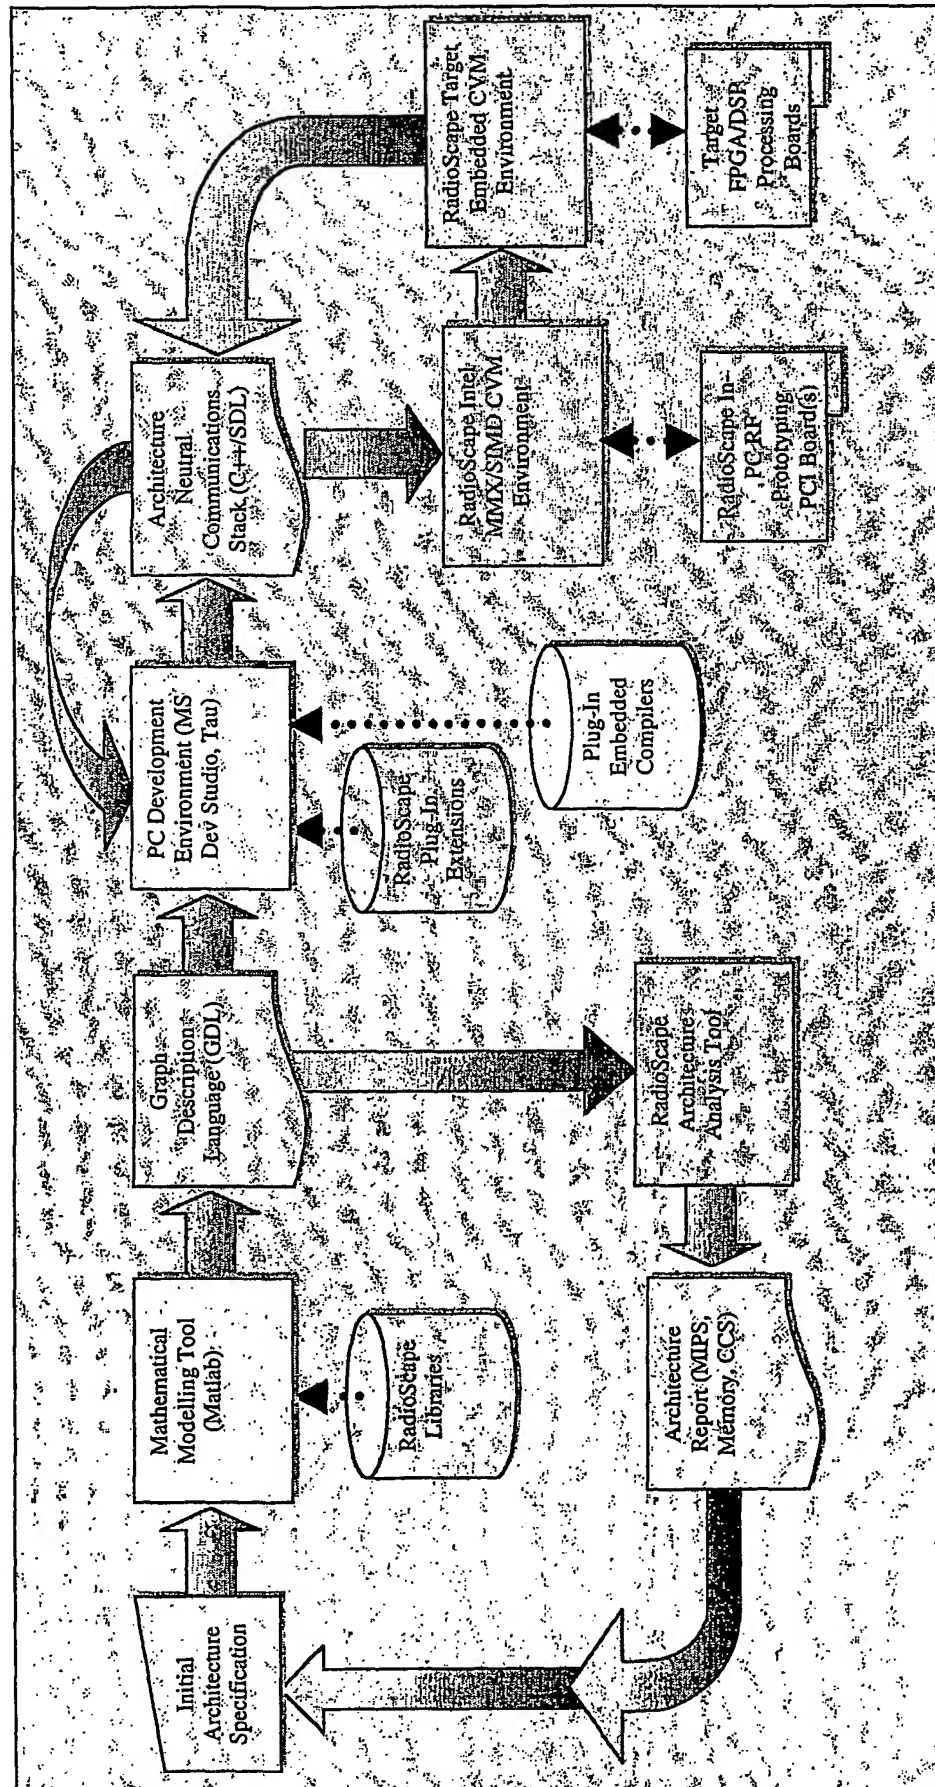 Initial
Architecture
Specification
Mathematical
Modelling Tool
(Matlab)
Graph
Description
Language (GDL)
PC Development
Environment (MS
Dev Studio, Tau)
Architecture
Neutral
Communications
Stack (C++/SDL)
RadioScape
Libraries
RadioScape
Plug-In
Extensions
Plug-In
Embedded
Compilers
RadioScape Intel
MMX/SIMD CVM
Environment
RadioScape Target
Embedded CVM
Environment
Architecture
Report (MIPS,
Memory, CCS)
RadioScape
Architectures
Analysis Tool
RadioScape In-
PC RF
Prototyping
PCI Board(s)
Target
FPGA/DSP
Processing
Boards